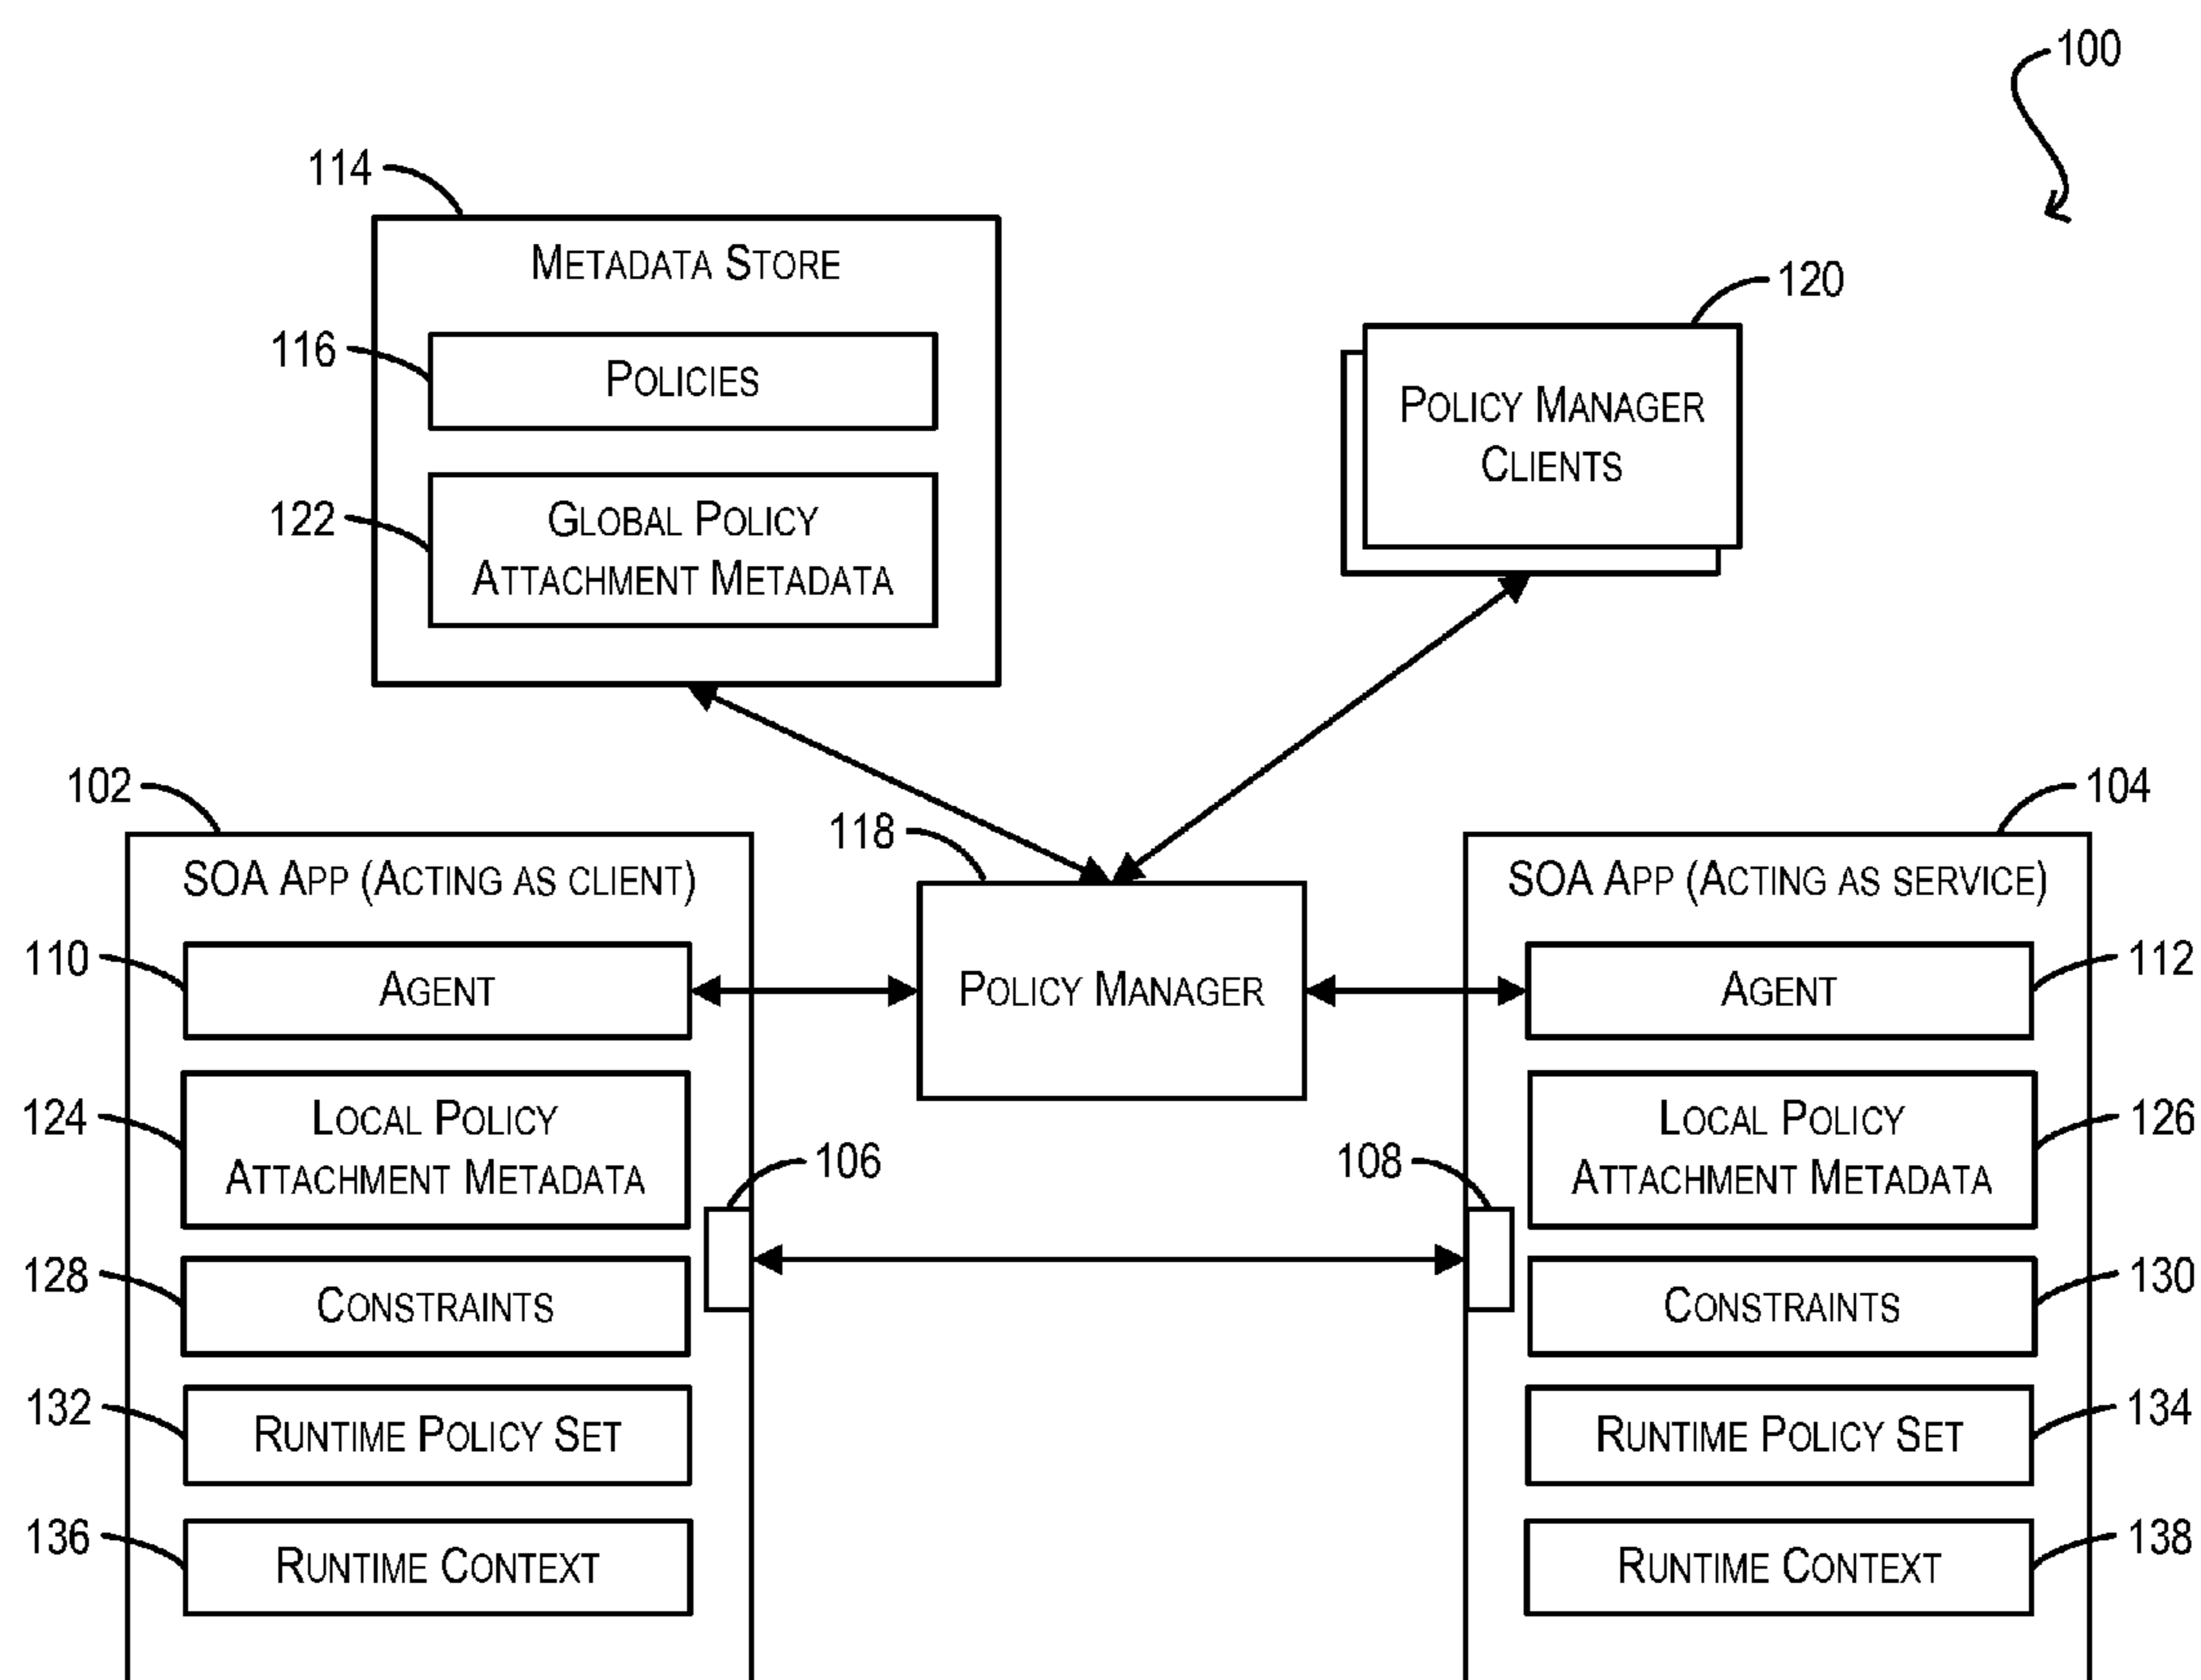 100
114
METADATA STORE
120
116
POLICIES
POLICY MANAGER
CLIENTS
122
GLOBAL POLICY
ATTACHMENT METADATA
102
104
118
SOA APP (ACTING AS CLIENT)
SOA APP (ACTING AS SERVICE)
110
AGENT
POLICY MANAGER
AGENT
112
124
LOCAL POLICY
ATTACHMENT METADATA
106
108
LOCAL POLICY
ATTACHMENT METADATA
126
128
CONSTRAINTS
CONSTRAINTS
130
132
RUNTIME POLICY SET
RUNTIME POLICY SET
134
136
RUNTIME CONTEXT
RUNTIME CONTEXT
138